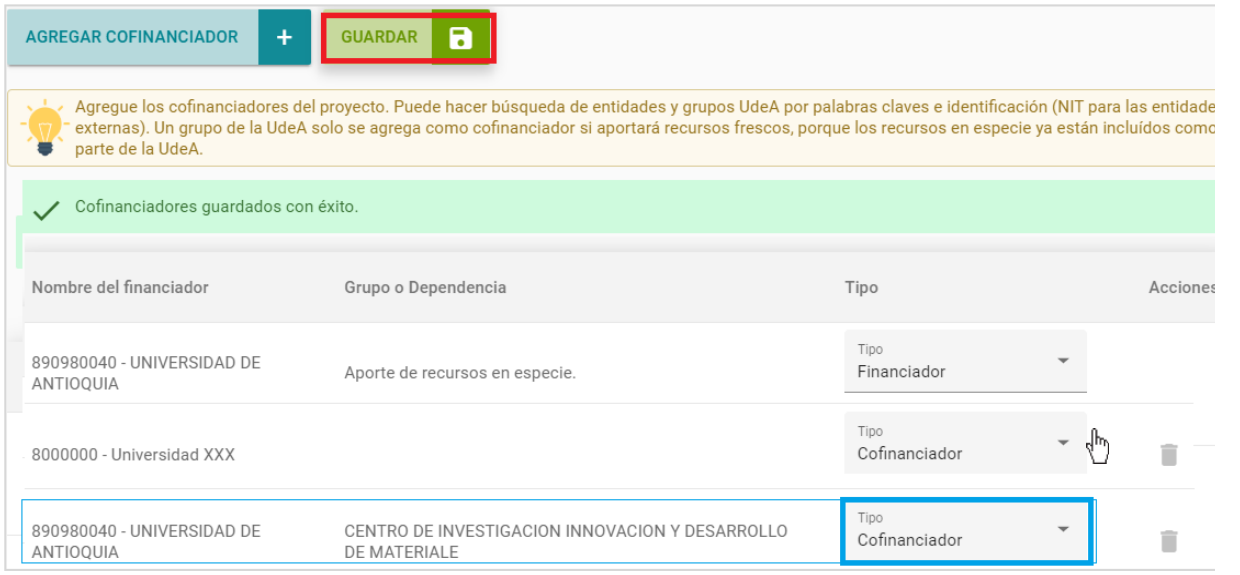 AGREGAR COFINANCIADOR +
GUARDAR
Agregue los cofinanciadores del proyecto. Puede hacer búsqueda de entidades y grupos UdeA por palabras claves e identificación (NIT para las entidade
externas). Un grupo de la UdeA solo se agrega como cofinanciador si aportará recursos frescos, porque los recursos en especie ya están incluídos como
parte de la UdeA.
Cofinanciadores guardados con éxito.
Nombre del financiador Grupo o Dependencia Tipo Acciones
890980040 - UNIVERSIDAD DE
ANTIOQUIA
Aporte de recursos en especie.
Tipo
Financiador
8000000 - Universidad XXX
Tipo
Cofinanciador
890980040 - UNIVERSIDAD DE
ANTIOQUIA
CENTRO DE INVESTIGACION INNOVACION Y DESARROLLO
DE MATERIALE
Tipo
Cofinanciador